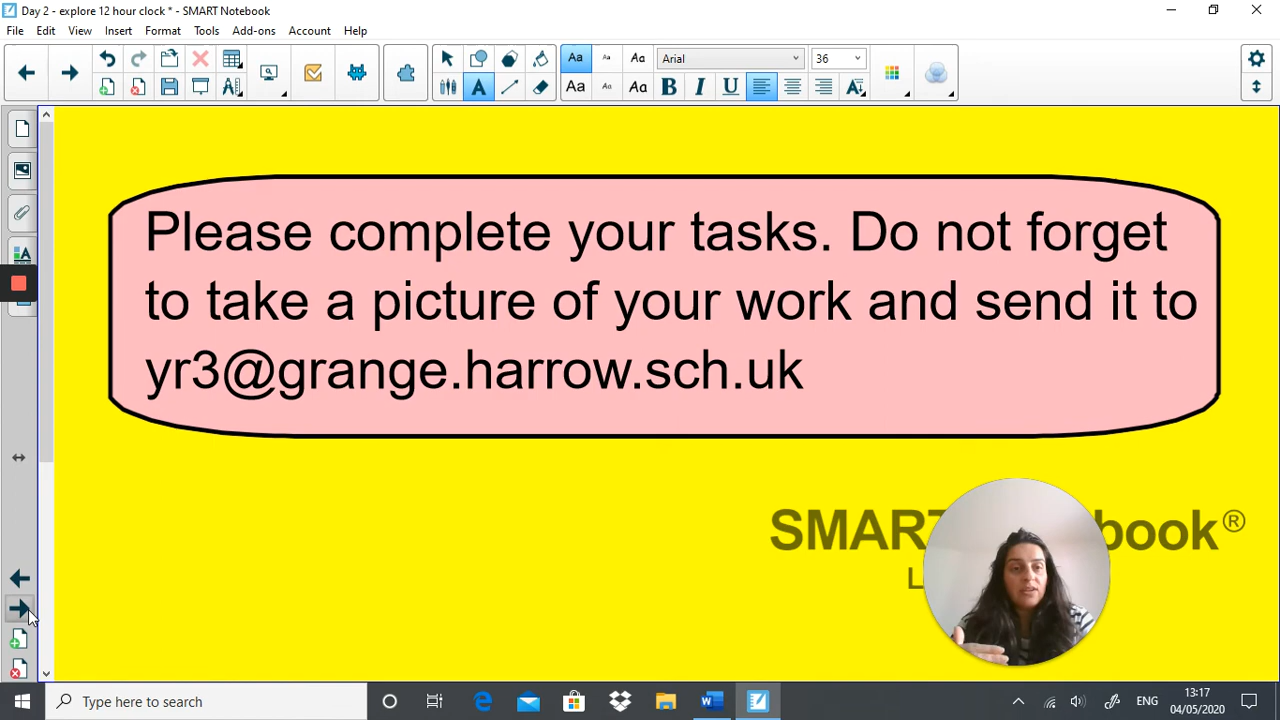 Day 2 - explore 12 hour clock * - SMART Notebook
File Edit View Insert Format Tools Add-ons Account Help
Aa Aa Aa Arial 36
A Aa Aa Aa B I U
Please complete your tasks. Do not forget
to take a picture of your work and send it to
yr3@grange.harrow.sch.uk
SMART book®
L
Type here to search
ENG
13:17
04/05/2020